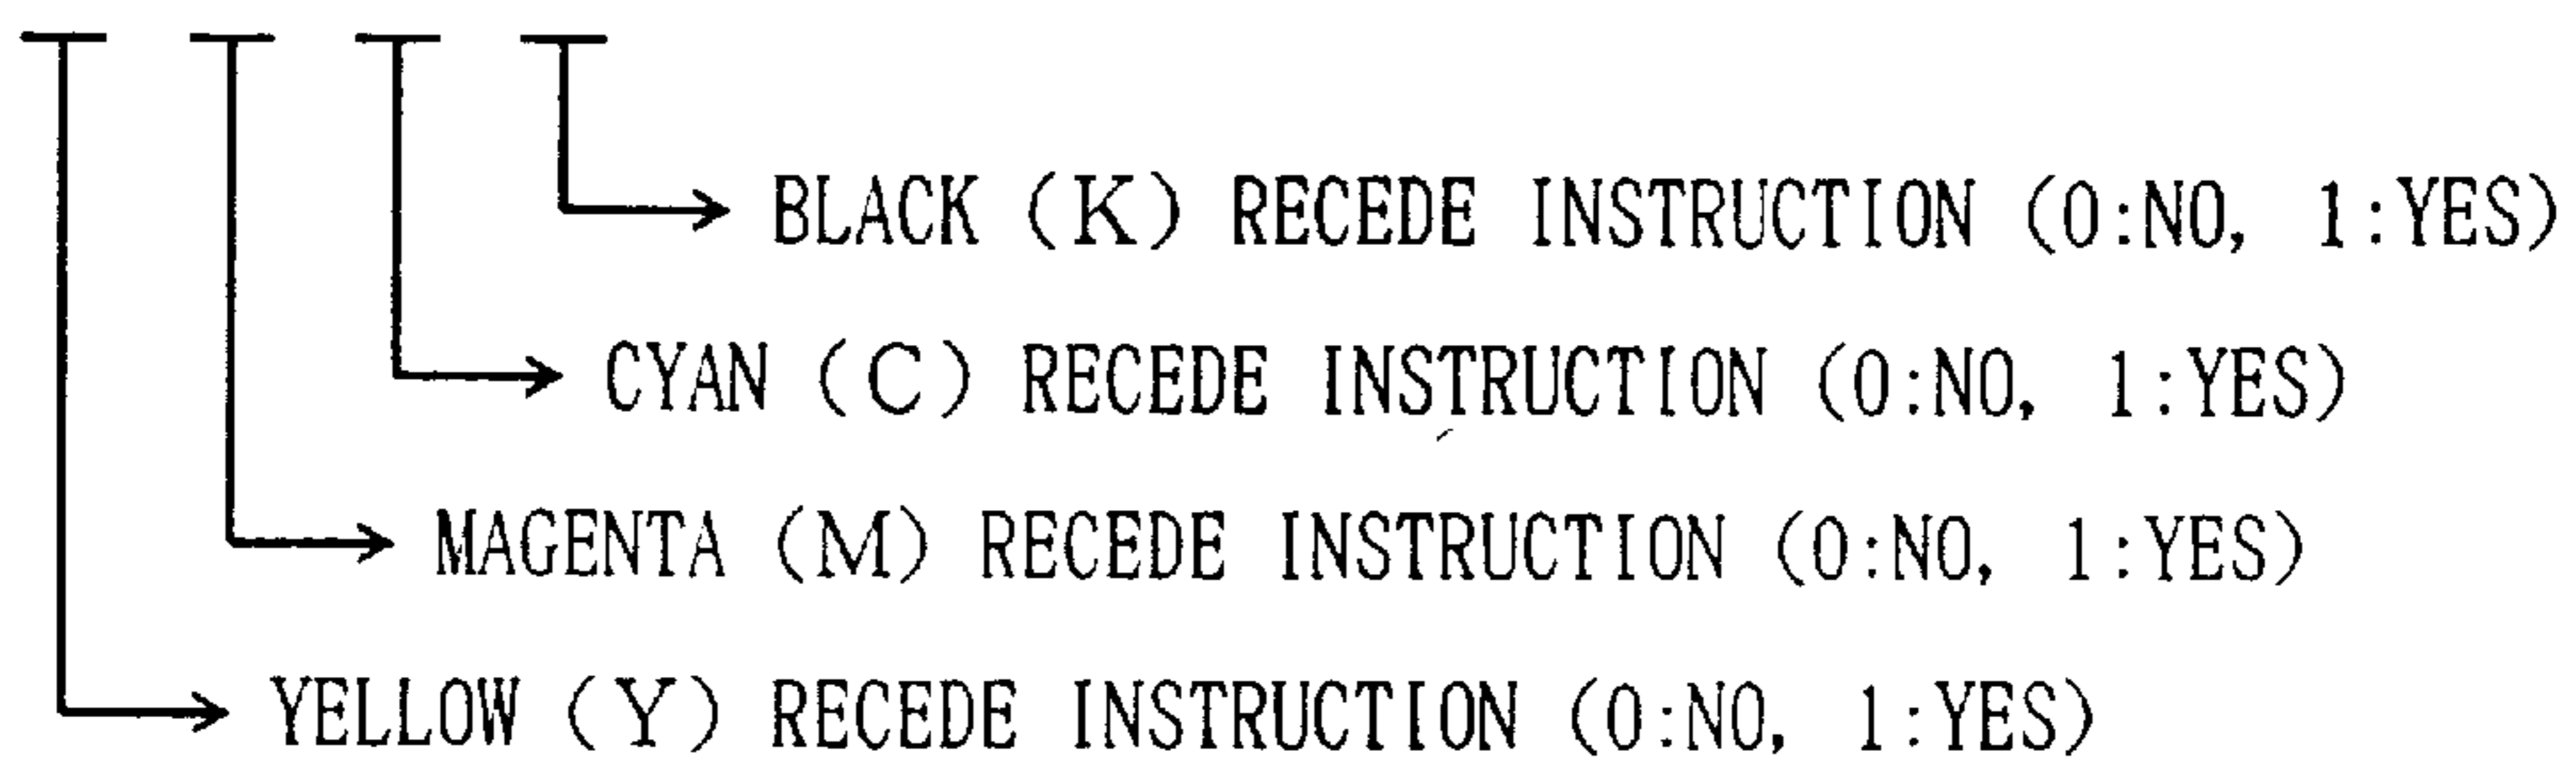 BLACK (K) RECEDE INSTRUCTION (0:NO, 1:YES)
CYAN (C) RECEDE INSTRUCTION (0:NO, 1:YES)
MAGENTA (M) RECEDE INSTRUCTION (0:NO, 1:YES)
YELLOW (Y) RECEDE INSTRUCTION (0:NO, 1:YES)